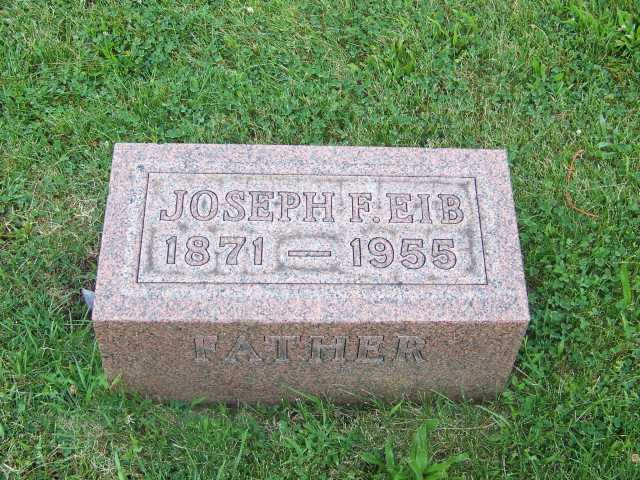 JOSEPH F. EIB
1871 — 1955
FATHER